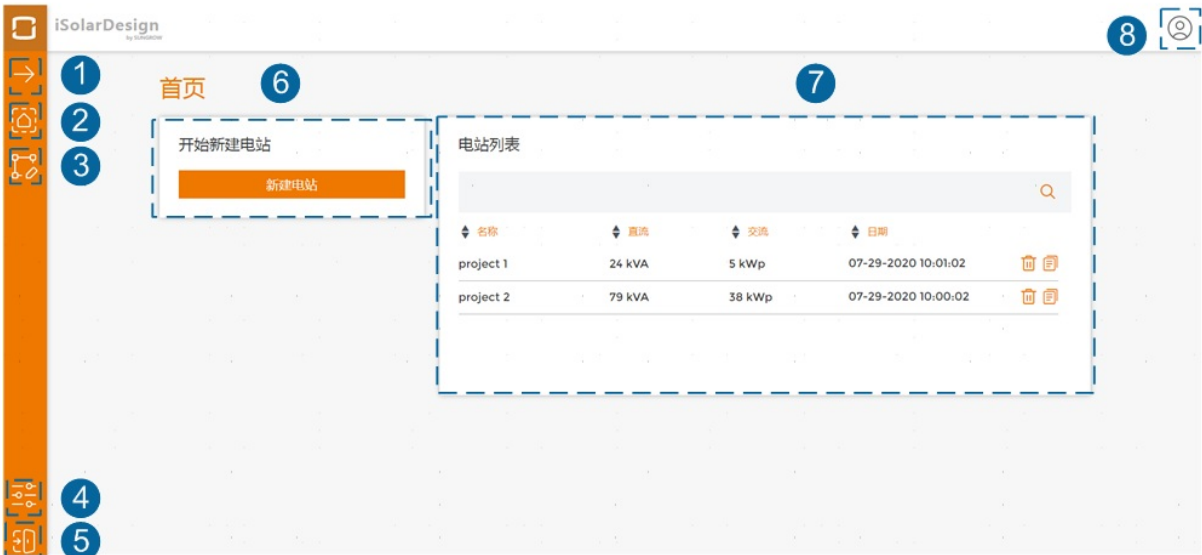 iSolarDesign
by SUNGROW
8
1
2
3
首页
6
7
开始新建电站
新建电站
电站列表
名称 直流 交流 日期
project 1 24 kVA 5 kWp 07-29-2020 10:01:02
project 2 79 kVA 38 kWp 07-29-2020 10:00:02
4
5